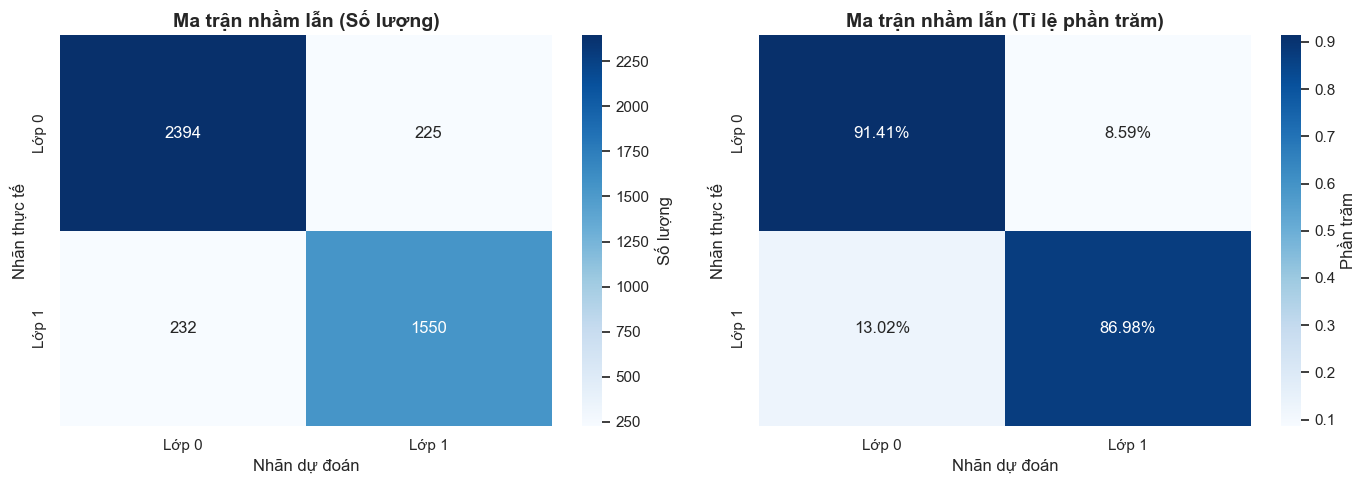 Ma trận nhầm lẫn (Số lượng)
Nhãn thực tế
Lớp 0
Lớp 1
2394
225
232
1550
Lớp 0
Lớp 1
Nhãn dự đoán
2250
2000
1750
1500
1250
1000
750
500
250
Số lượng
Ma trận nhầm lẫn (Tỉ lệ phần trăm)
Nhãn thực tế
Lớp 0
Lớp 1
91.41%
8.59%
13.02%
86.98%
Lớp 0
Lớp 1
Nhãn dự đoán
0.9
0.8
0.7
0.6
0.5
0.4
0.3
0.2
0.1
Phần trăm